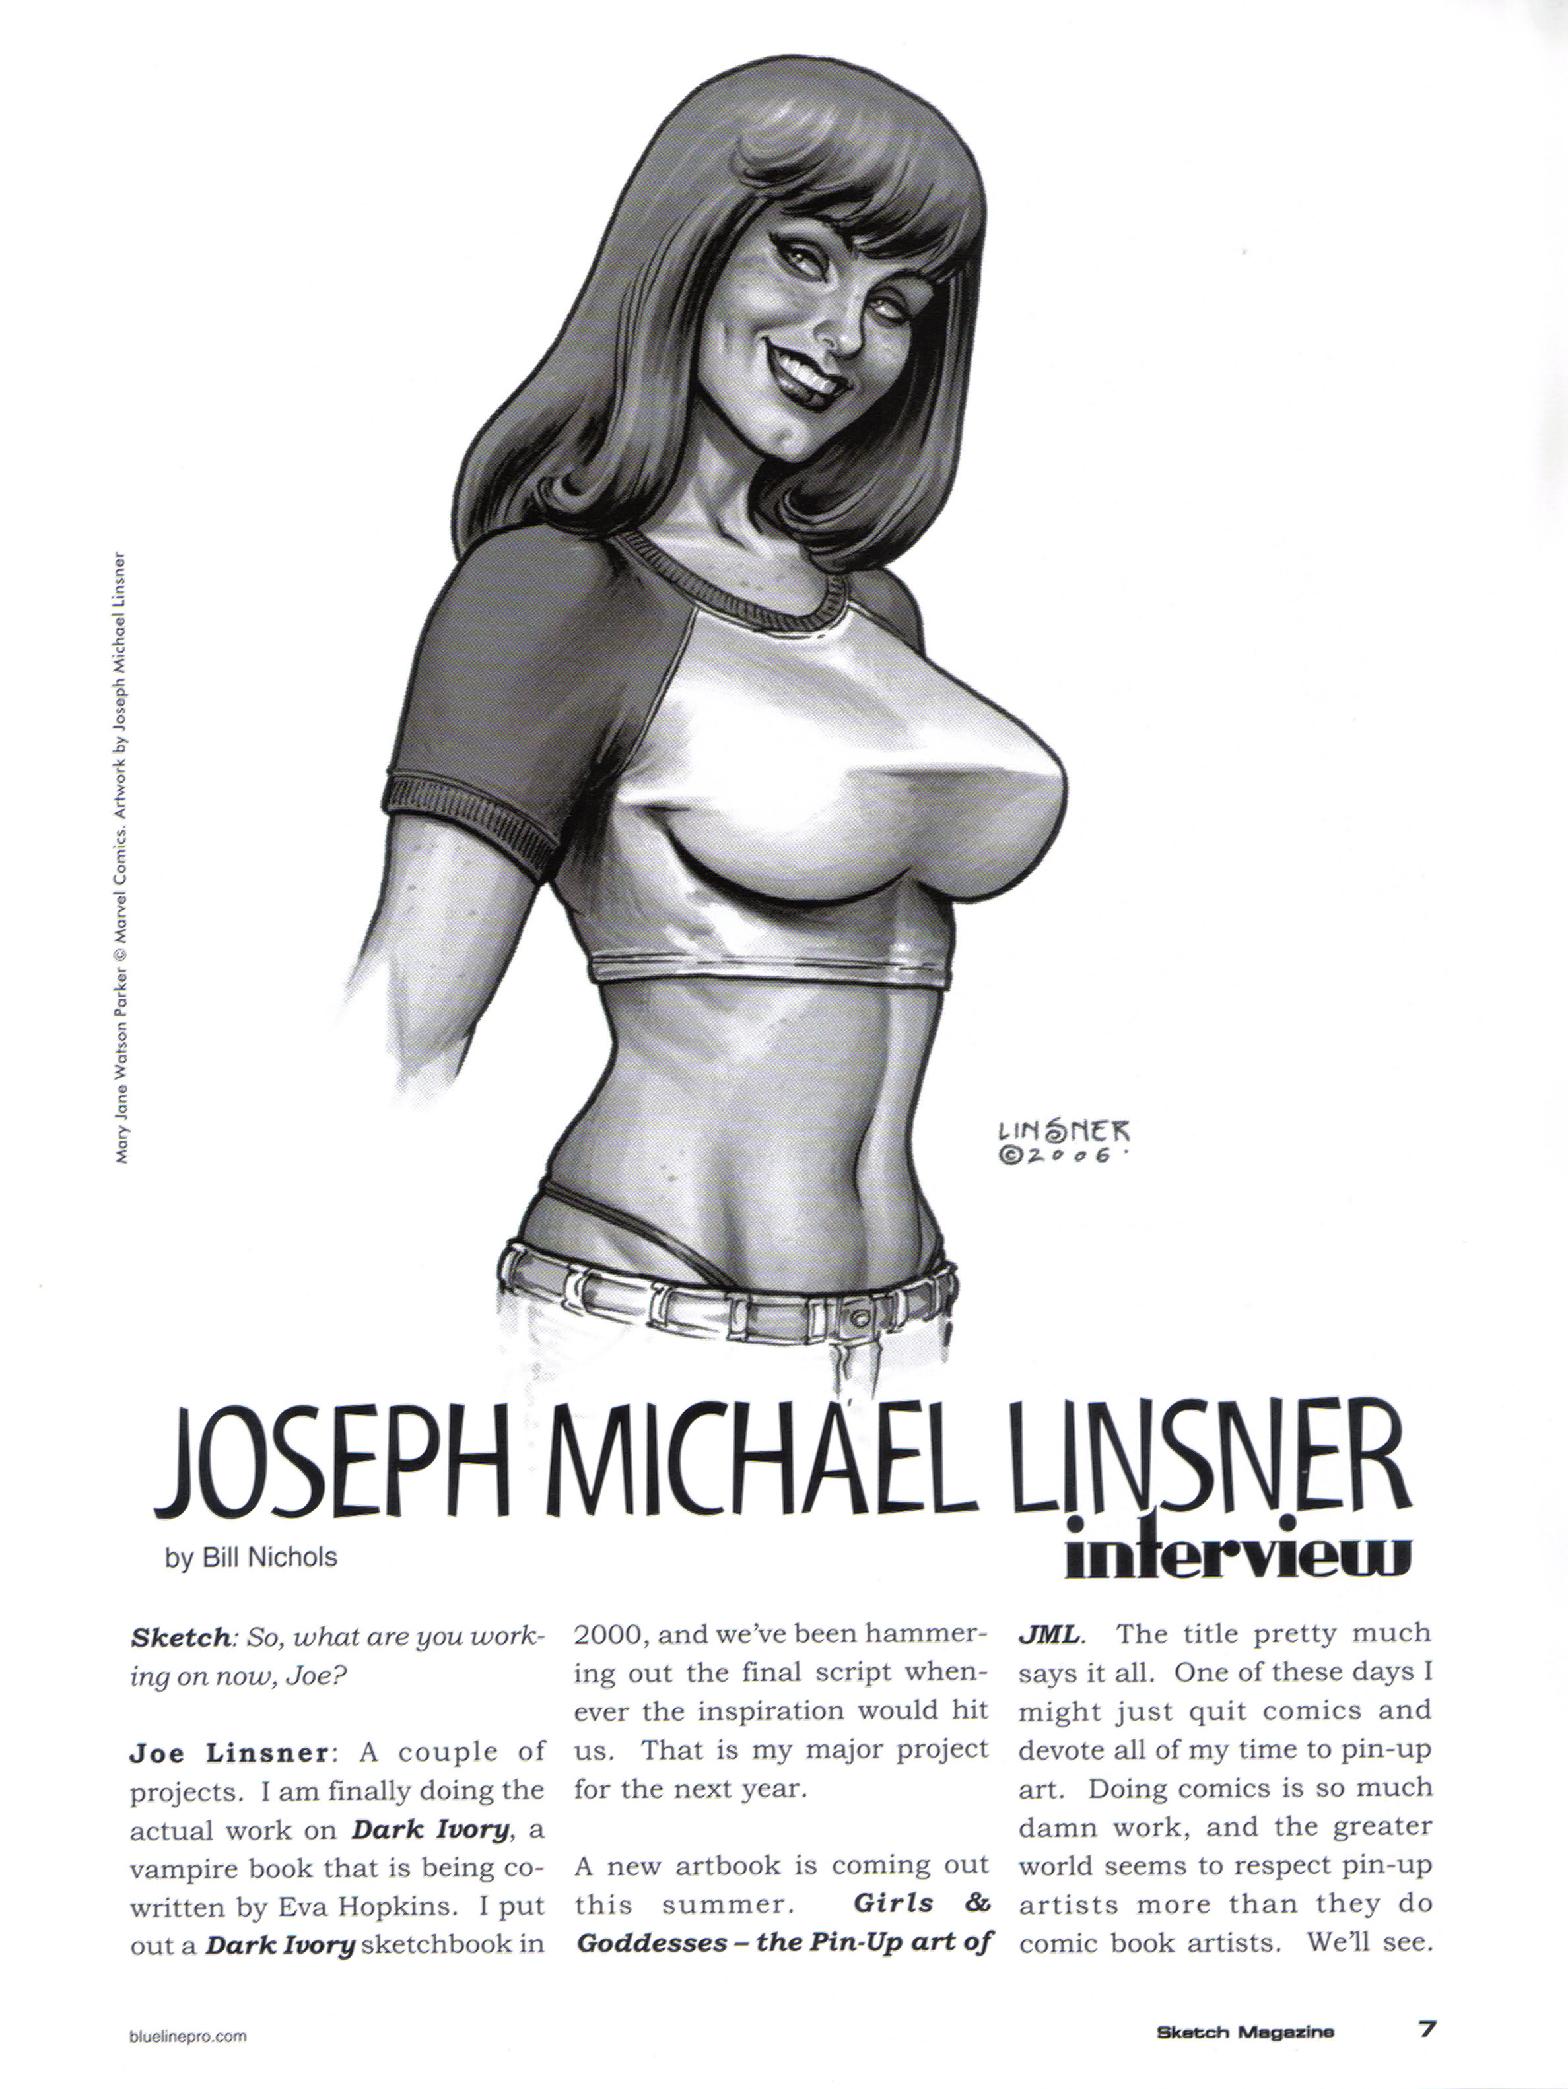 Mary Jane Watson Parker © Marvel Comics. Artwork by Joseph Michael Linsner
LINSNER
©2006.
JOSEPH MICHAEL LINSNER
interview
by Bill Nichols
Sketch: So, what are you work-
ing on now, Joe?
Joe Linsner: A couple of
projects. I am finally doing the
actual work on Dark Ivory, a
vampire book that is being co-
written by Eva Hopkins. I put
out a Dark Ivory sketchbook in
2000, and we've been hammer-
ing out the final script when-
ever the inspiration would hit
us. That is my major project
for the next year.
A new artbook is coming out
this summer. Girls &
Goddesses – the Pin-Up art of
JML. The title pretty much
says it all. One of these days I
might just quit comics and
devote all of my time to pin-up
art. Doing comics is so much
damn work, and the greater
world seems to respect pin-up
artists more than they do
comic book artists. We'll see.
bluelinepro.com
Sketch Magazine 7